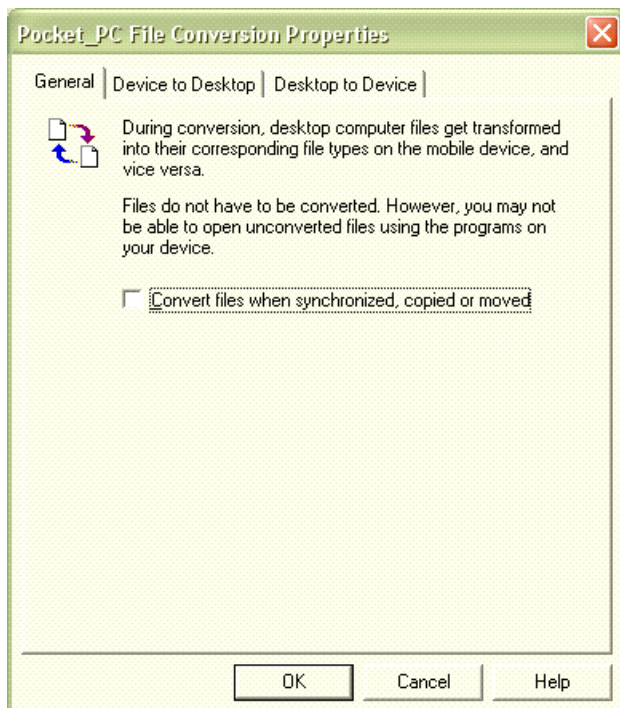 Pocket_PC File Conversion Properties
General
Device to Desktop
Desktop to Device
During conversion, desktop computer files get transformed
into their corresponding file types on the mobile device, and
vice versa.
Files do not have to be converted. However, you may not
be able to open unconverted files using the programs on
your device.
Convert files when synchronized, copied or moved
OK
Cancel
Help